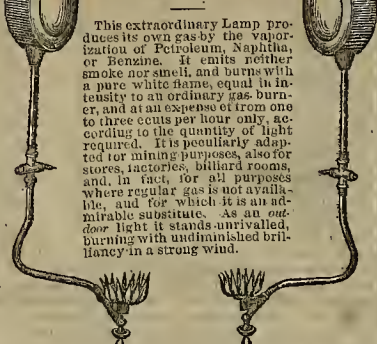 This extraordinary Lamp pro-
duces its own gas by the vapor-
ization of Petroleum, Naphtha,
or Benzine. It emits neither
smoke nor smell, and burns with
a pure white flame, equal in in-
tensity to an ordinary gas-burn-
er, and at an expense of from one
to three cents per hour only, ac-
cording to the quantity of light
required. It is peculiarly adap-
ted for mining purposes, also for
stores, factories, billiard rooms,
and, in fact, for all purposes
where regular gas is not availa-
ble, and for which it is an ad-
mirable substitute. As an out-
door light it stands unrivalled,
burning with undiminished bril-
liancy in a strong wind.